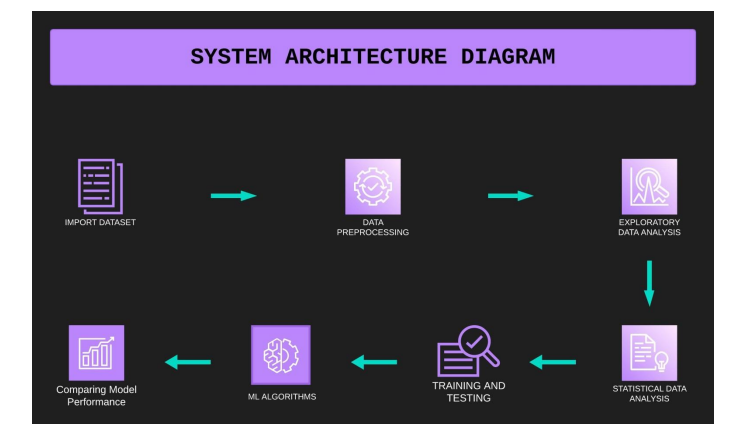 SYSTEM ARCHITECTURE DIAGRAM
IMPORT DATASET
DATA
PREPROCESSING
EXPLORATORY
DATA ANALYSIS
STATISTICAL DATA
ANALYSIS
TRAINING AND
TESTING
ML ALGORITHMS
Comparing Model
Performance